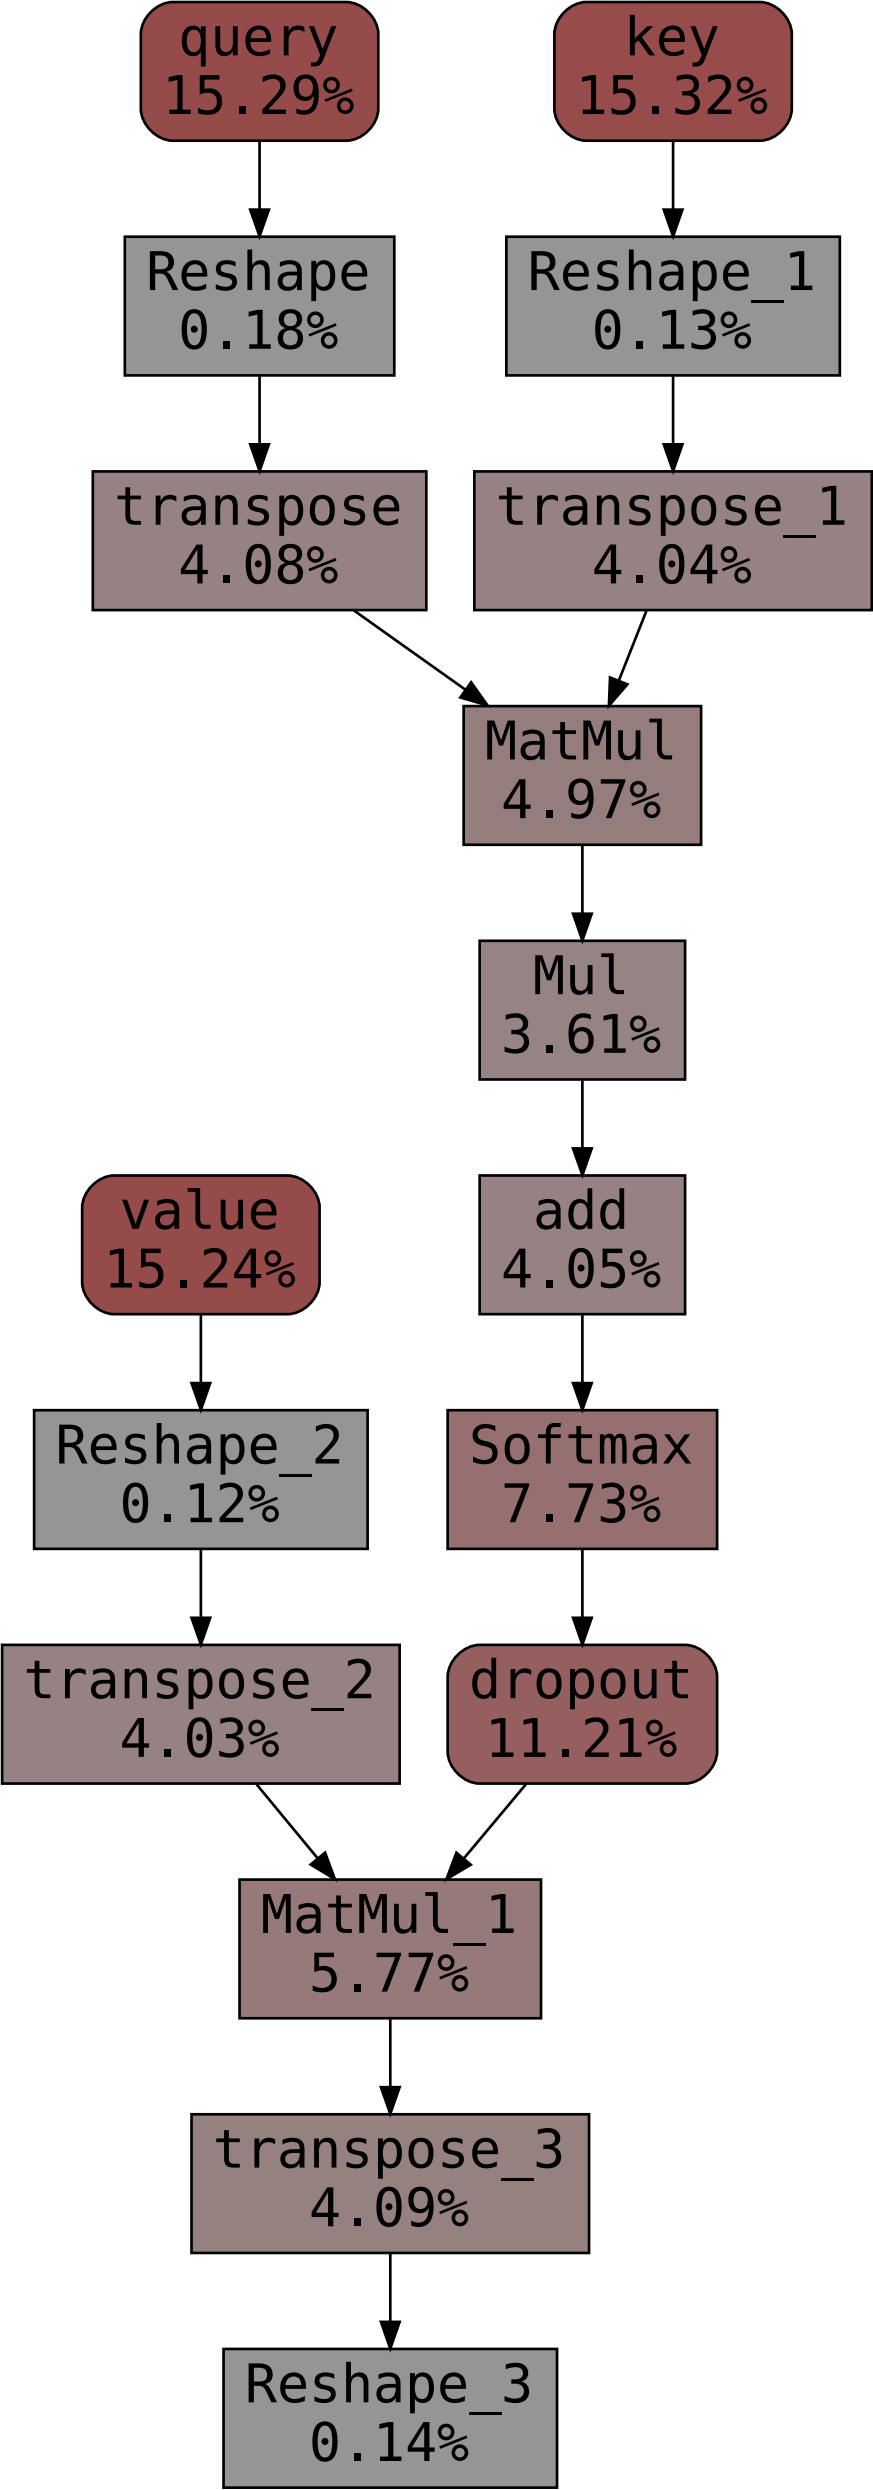 query
15.29%
key
15.32%
Reshape
0.18%
Reshape_1
0.13%
transpose
4.08%
transpose_1
4.04%
MatMul
4.97%
Mul
3.61%
value
15.24%
add
4.05%
Reshape_2
0.12%
Softmax
7.73%
transpose_2
4.03%
dropout
11.21%
MatMul_1
5.77%
transpose_3
4.09%
Reshape_3
0.14%